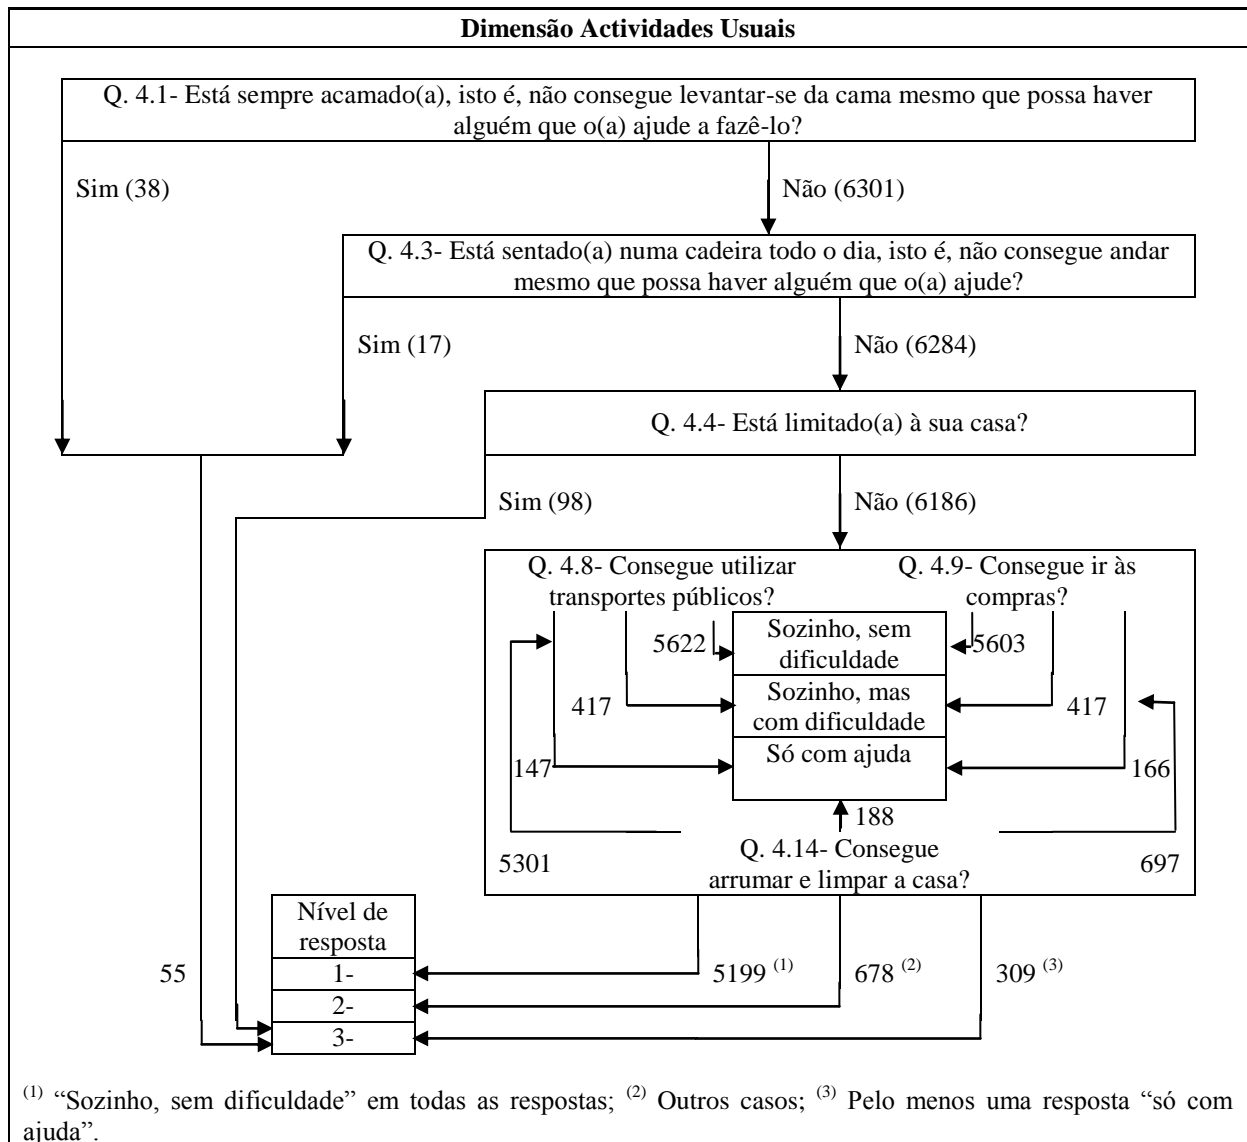 Dimensão Actividades Usuais
Q. 4.1- Está sempre acamado(a), isto é, não consegue levantar-se da cama mesmo que possa haver
alguém que o(a) ajude a fazê-lo?
Sim (38)
Não (6301)
Q. 4.3- Está sentado(a) numa cadeira todo o dia, isto é, não consegue andar
mesmo que possa haver alguém que o(a) ajude?
Sim (17)
Não (6284)
Q. 4.4- Está limitado(a) à sua casa?
Sim (98)
Não (6186)
Q. 4.8- Consegue utilizar
transportes públicos?
Q. 4.9- Consegue ir às
compras?
5622
Sozinho, sem
dificuldade
5603
417
Sozinho, mas
com dificuldade
417
147
Só com ajuda
166
188
5301
Q. 4.14- Consegue
arrumar e limpar a casa?
697
Nível de
resposta
55
1-
5199 (1)
678 (2)
309 (3)
2-
3-
(1) “Sozinho, sem dificuldade” em todas as respostas; (2) Outros casos; (3) Pelo menos uma resposta “só com
ajuda”.